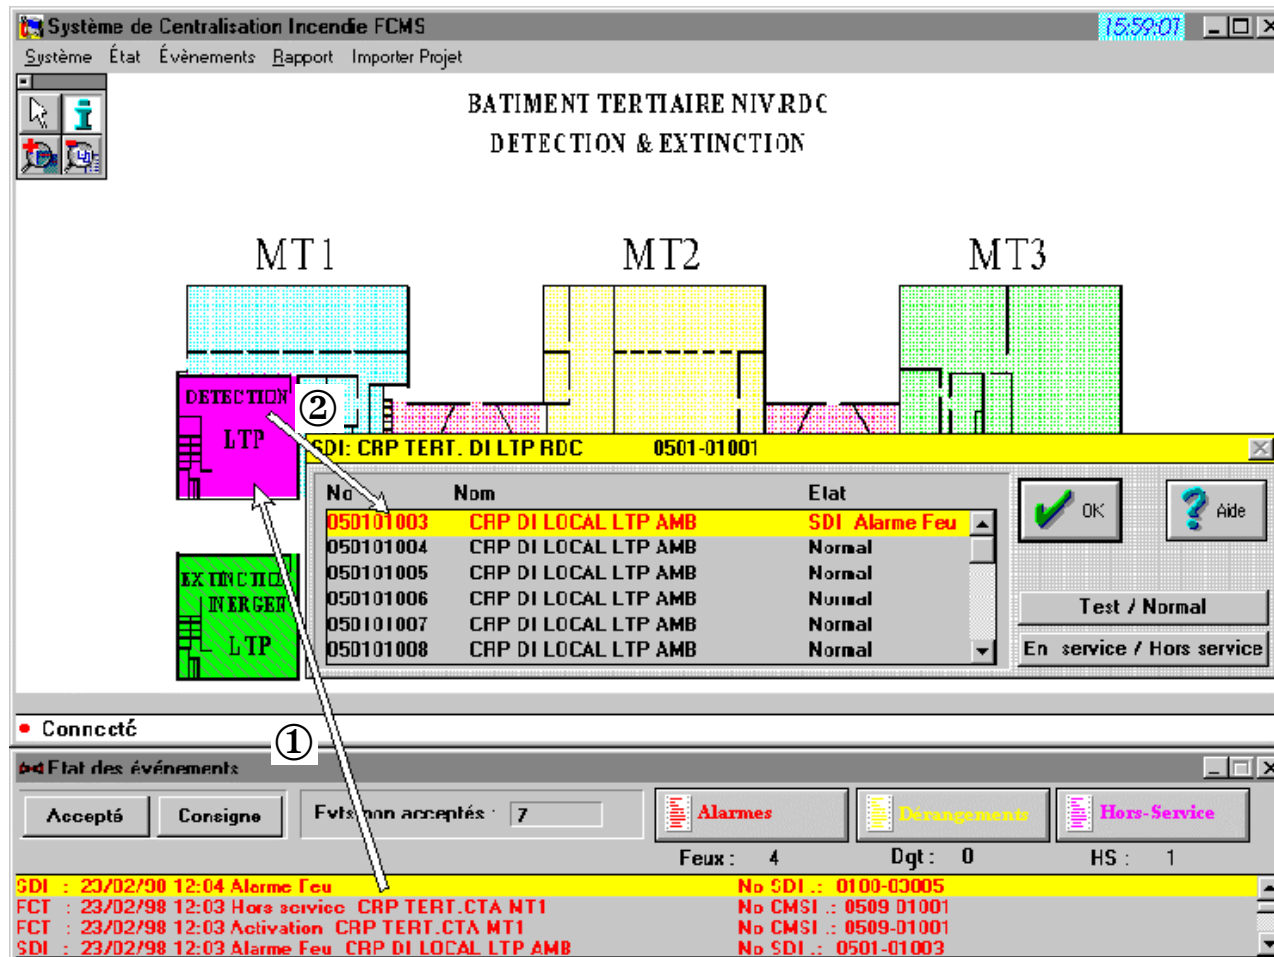 Système de Centralisation Incendie FCMS 15:59:01
Système État Évènements Rapport Importer Projet
BATIMENT TERTIAIRE NIV.RDC
DETECTION & EXTINCTION
MT1 MT2 MT3
DETECTION
LTP
②
SDI: CRP TERT. DI LTP RDC 0501-01001
No Nom Etat
050101003 CRP DI LOCAL LTP AMB SDI Alarme Feu
050101004 CRP DI LOCAL LTP AMB Normal
050101005 CRP DI LOCAL LTP AMB Normal
050101006 CRP DI LOCAL LTP AMB Normal
050101007 CRP DI LOCAL LTP AMB Normal
050101008 CRP DI LOCAL LTP AMB Normal
OK
Aide
Test / Normal
En service / Hors service
EXTINCTION
INERGEN
LTP
Connecté
①
Etat des événements
Accepté Consigne Evts non acceptés : 7 Alarmes Dérangements Hors-Service
Feux : 4 Dgt : 0 HS : 1
SDI : 23/02/98 12:04 Alarme Feu No SDI .: 0100-03005
FCT : 23/02/98 12:03 Hors service CRP TERT.CTA MT1 No CMSI .: 0509-01001
FCT : 23/02/98 12:03 Activation CRP TERT.CTA MT1 No CMSI .: 0509-01001
SDI : 23/02/98 12:03 Alarme Feu CRP DI LOCAL LTP AMB No SDI .: 0501-01003